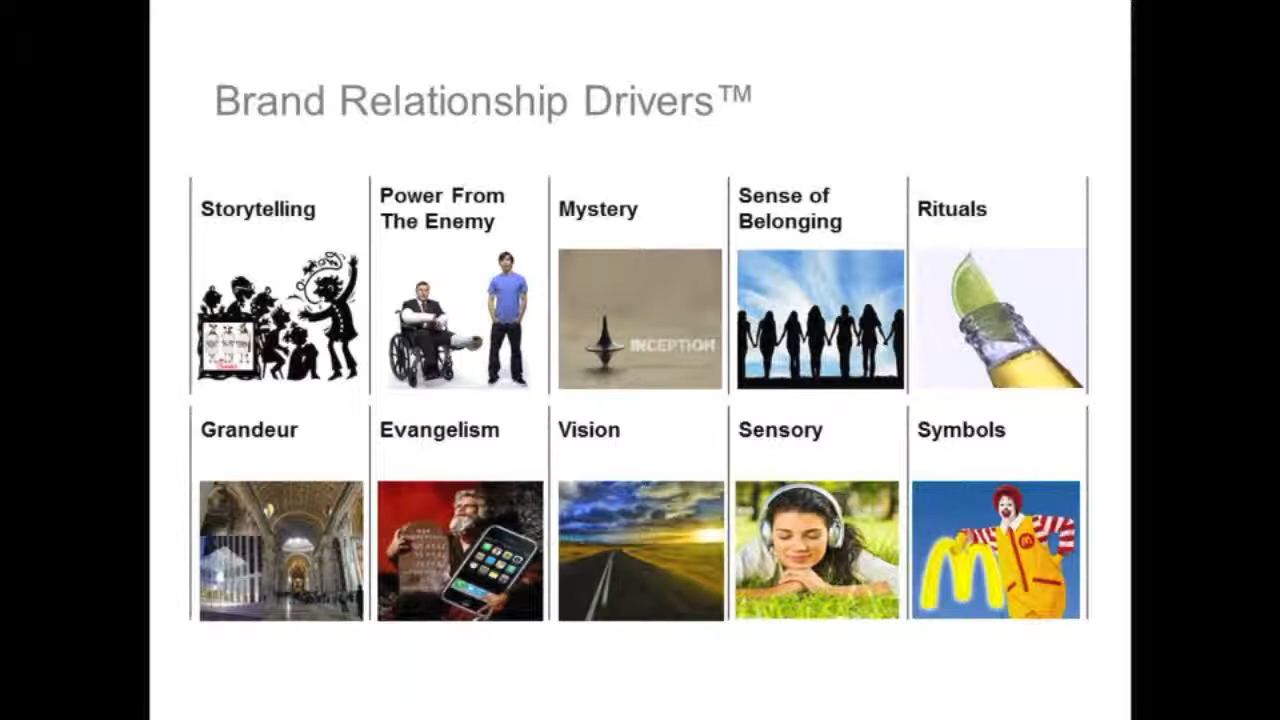 Brand Relationship Drivers™
Storytelling
Power From
The Enemy
Mystery
Sense of
Belonging
Rituals
INCEPTION
Grandeur
Evangelism
Vision
Sensory
Symbols